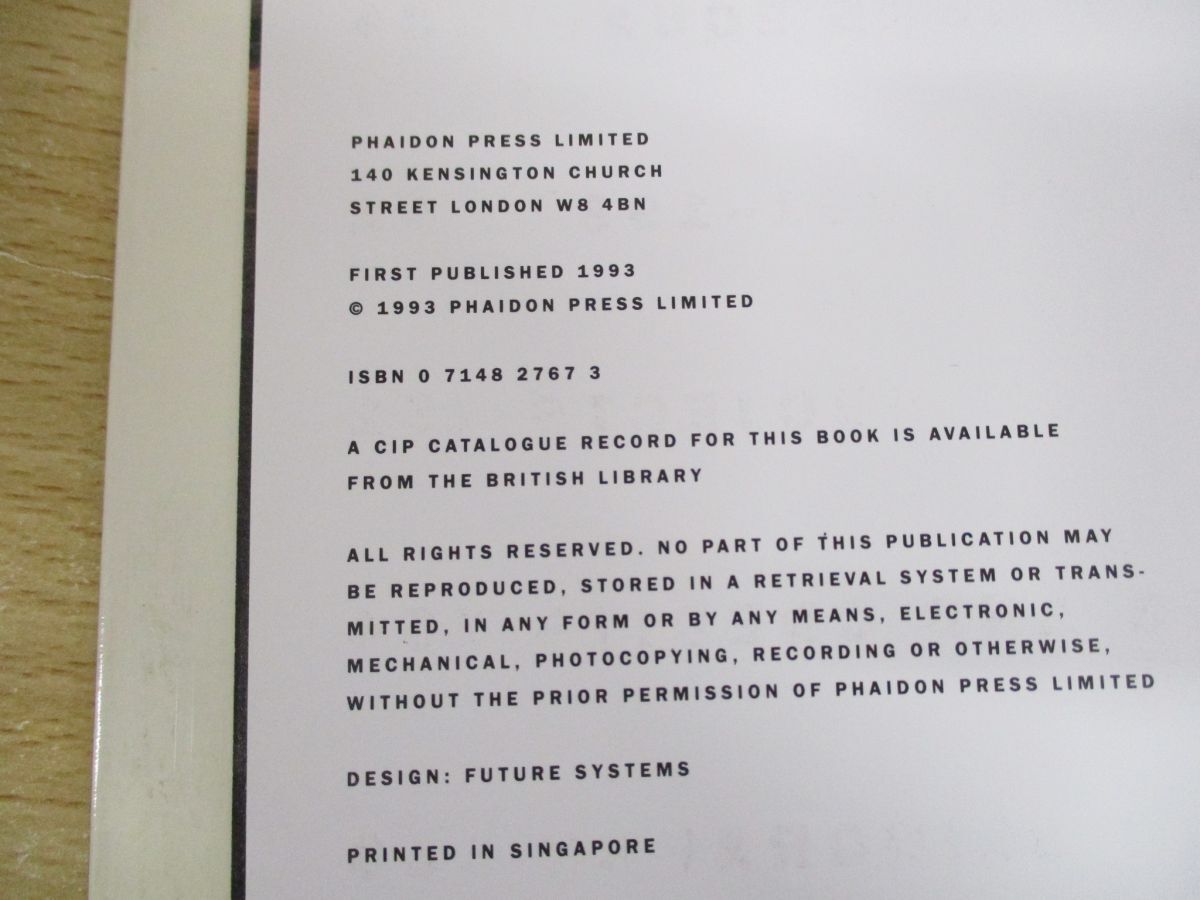 PHAIDON PRESS LIMITED
140 KENSINGTON CHURCH
STREET LONDON W8 4BN
FIRST PUBLISHED 1993
© 1993 PHAIDON PRESS LIMITED
ISBN 0 7148 2767 3
A CIP CATALOGUE RECORD FOR THIS BOOK IS AVAILABLE
FROM THE BRITISH LIBRARY
ALL RIGHTS RESERVED. NO PART OF THIS PUBLICATION MAY
BE REPRODUCED, STORED IN A RETRIEVAL SYSTEM OR TRANS-
MITTED, IN ANY FORM OR BY ANY MEANS, ELECTRONIC,
MECHANICAL, PHOTOCOPYING, RECORDING OR OTHERWISE,
WITHOUT THE PRIOR PERMISSION OF PHAIDON PRESS LIMITED
DESIGN: FUTURE SYSTEMS
PRINTED IN SINGAPORE